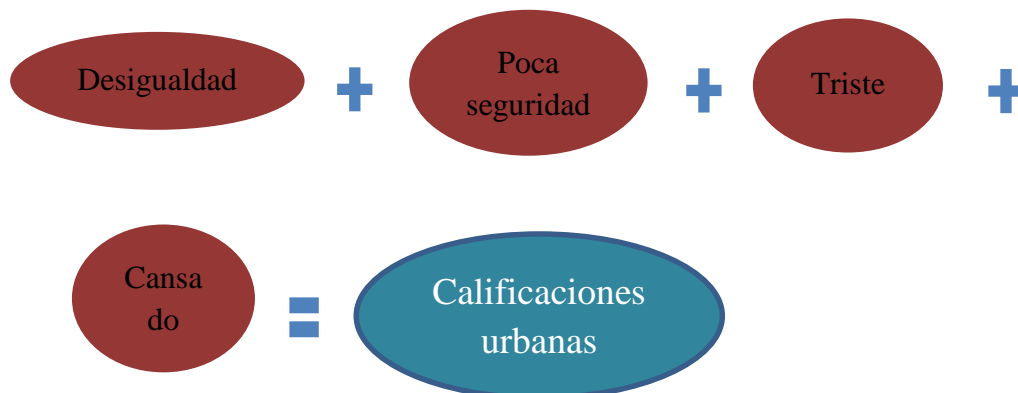 Desigualdad
Poca
seguridad
Triste
Cansa
do
Calificaciones
urbanas